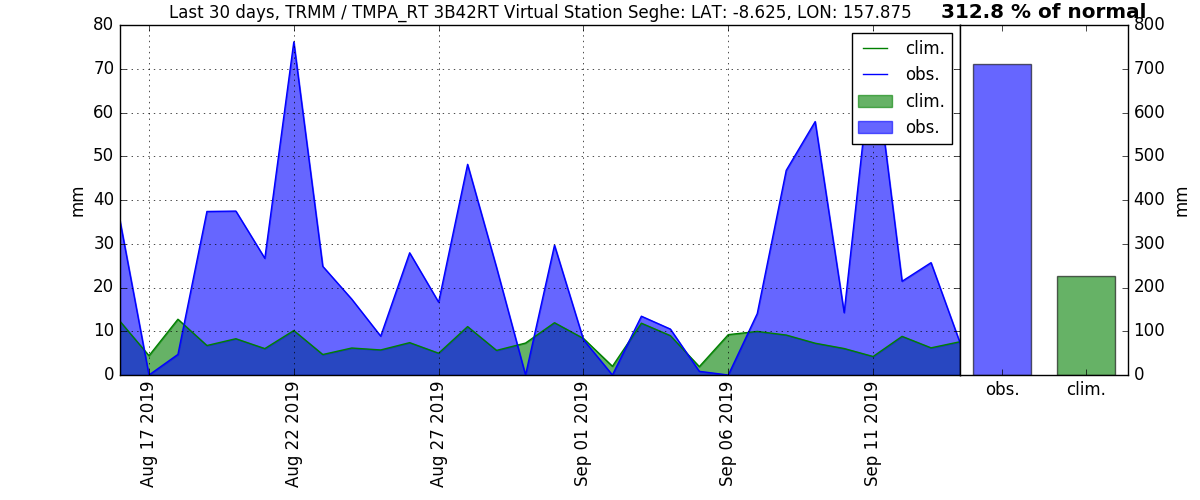 Last 30 days, TRMM / TMPA_RT 3B42RT Virtual Station Seghe: LAT: -8.625, LON: 157.875
312.8 % of normal
80
70
60
50
40
30
20
10
0
mm
clim.
obs.
clim.
obs.
Aug 17 2019
Aug 22 2019
Aug 27 2019
Sep 01 2019
Sep 06 2019
Sep 11 2019
800
700
600
500
400
300
200
100
0
mm
obs.
clim.